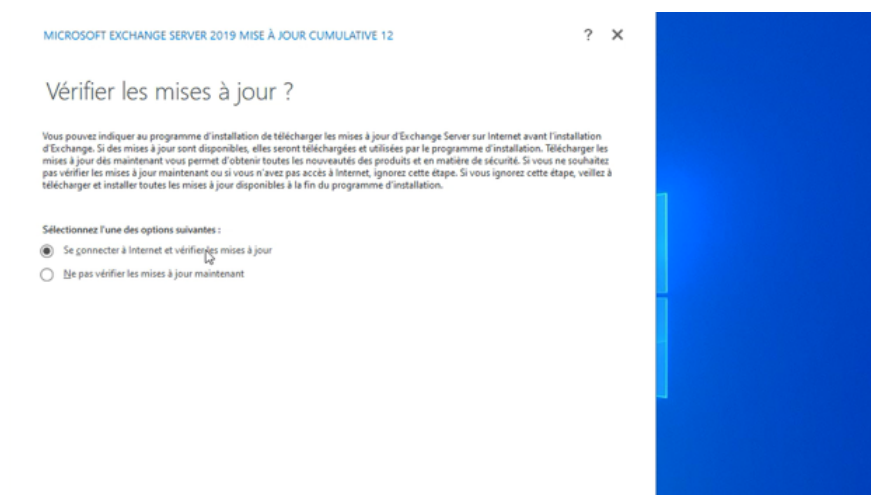 MICROSOFT EXCHANGE SERVER 2019 MISE À JOUR CUMULATIVE 12
?
Vérifier les mises à jour ?
Vous pouvez indiquer au programme d'installation de télécharger les mises à jour d'Exchange Server sur Internet avant l'installation
d'Exchange. Si des mises à jour sont disponibles, elles seront téléchargées et utilisées par le programme d'installation. Télécharger les
mises à jour dès maintenant vous permet d'obtenir toutes les nouveautés des produits et en matière de sécurité. Si vous ne souhaitez
pas vérifier les mises à jour maintenant ou si vous n'avez pas accès à Internet, ignorez cette étape. Si vous ignorez cette étape, veillez à
télécharger et installer toutes les mises à jour disponibles à la fin du programme d'installation.
Sélectionnez l'une des options suivantes :
Se connecter à Internet et vérifier les mises à jour
Ne pas vérifier les mises à jour maintenant